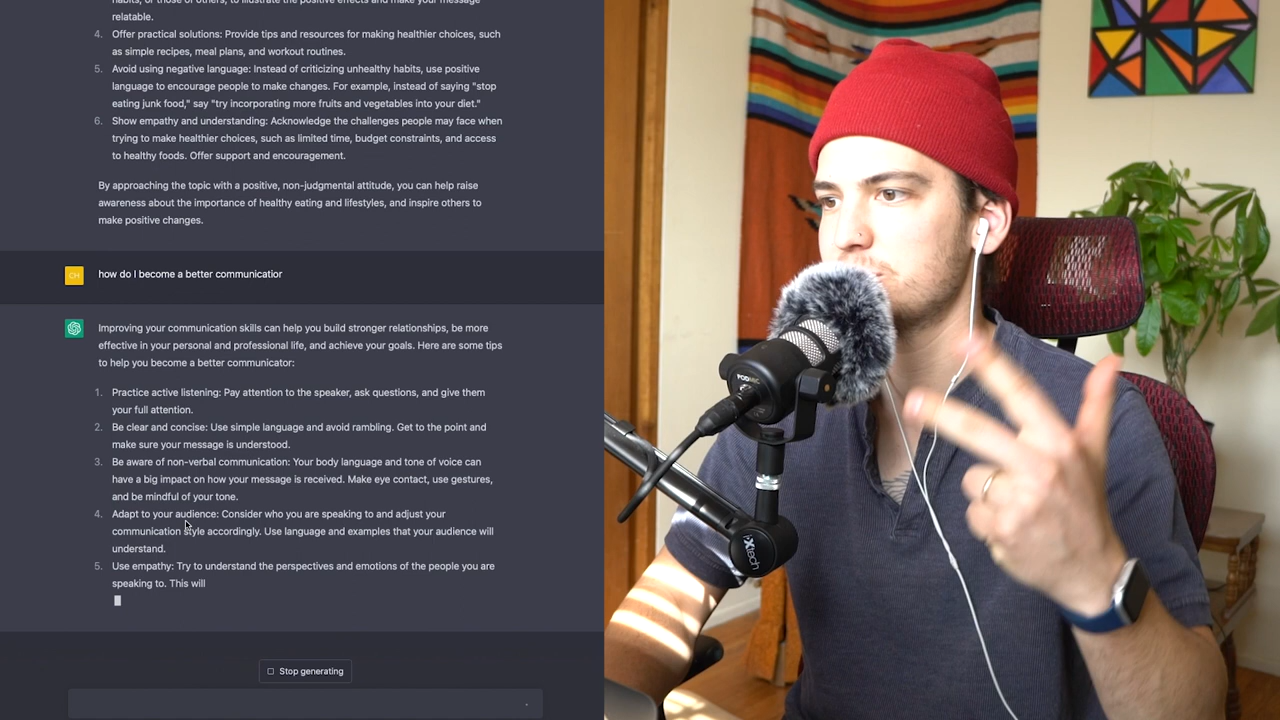 habits, or those of others, to illustrate the positive effects and make your message
relatable.
4. Offer practical solutions: Provide tips and resources for making healthier choices, such
as simple recipes, meal plans, and workout routines.
5. Avoid using negative language: Instead of criticizing unhealthy habits, use positive
language to encourage people to make changes. For example, instead of saying "stop
eating junk food," say "try incorporating more fruits and vegetables into your diet."
6. Show empathy and understanding: Acknowledge the challenges people may face when
trying to make healthier choices, such as limited time, budget constraints, and access
to healthy foods. Offer support and encouragement.
By approaching the topic with a positive, non-judgmental attitude, you can help raise
awareness about the importance of healthy eating and lifestyles, and inspire others to
make positive changes.
CH
how do I become a better communicatior
Improving your communication skills can help you build stronger relationships, be more
effective in your personal and professional life, and achieve your goals. Here are some tips
to help you become a better communicator:
1. Practice active listening: Pay attention to the speaker, ask questions, and give them
your full attention.
2. Be clear and concise: Use simple language and avoid rambling. Get to the point and
make sure your message is understood.
3. Be aware of non-verbal communication: Your body language and tone of voice can
have a big impact on how your message is received. Make eye contact, use gestures,
and be mindful of your tone.
4. Adapt to your audience: Consider who you are speaking to and adjust your
communication style accordingly. Use language and examples that your audience will
understand.
5. Use empathy: Try to understand the perspectives and emotions of the people you are
speaking to. This will
Stop generating
PODMIC